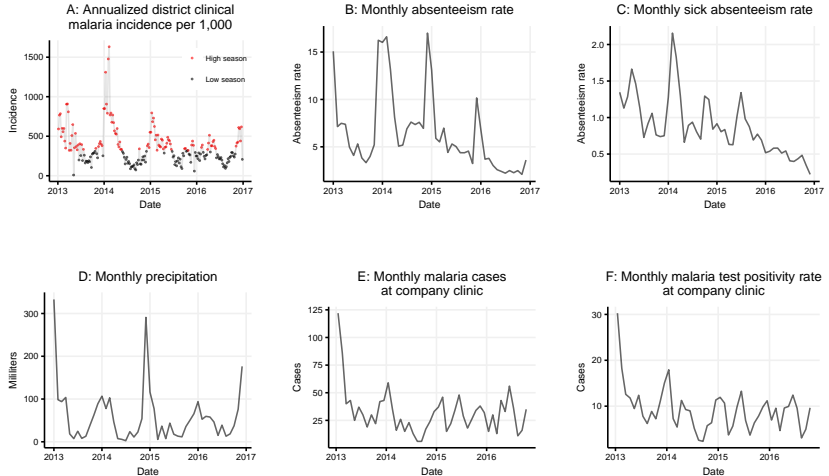 A: Annualized district clinical
malaria incidence per 1,000
Incidence
1500
1000
500
0
High season
Low season
2013 2014 2015 2016 2017
Date
B: Monthly absenteeism rate
Absenteeism rate
15
10
5
2013 2014 2015 2016 2017
Date
C: Monthly sick absenteeism rate
Absenteeism rate
2.0
1.5
1.0
0.5
2013 2014 2015 2016 2017
Date
D: Monthly precipitation
Milliliters
300
200
100
0
2013 2014 2015 2016 2017
Date
E: Monthly malaria cases
at company clinic
Cases
125
100
75
50
25
0
2013 2014 2015 2016
Date
F: Monthly malaria test positivity rate
at company clinic
Cases
30
20
10
0
2013 2014 2015 2016
Date